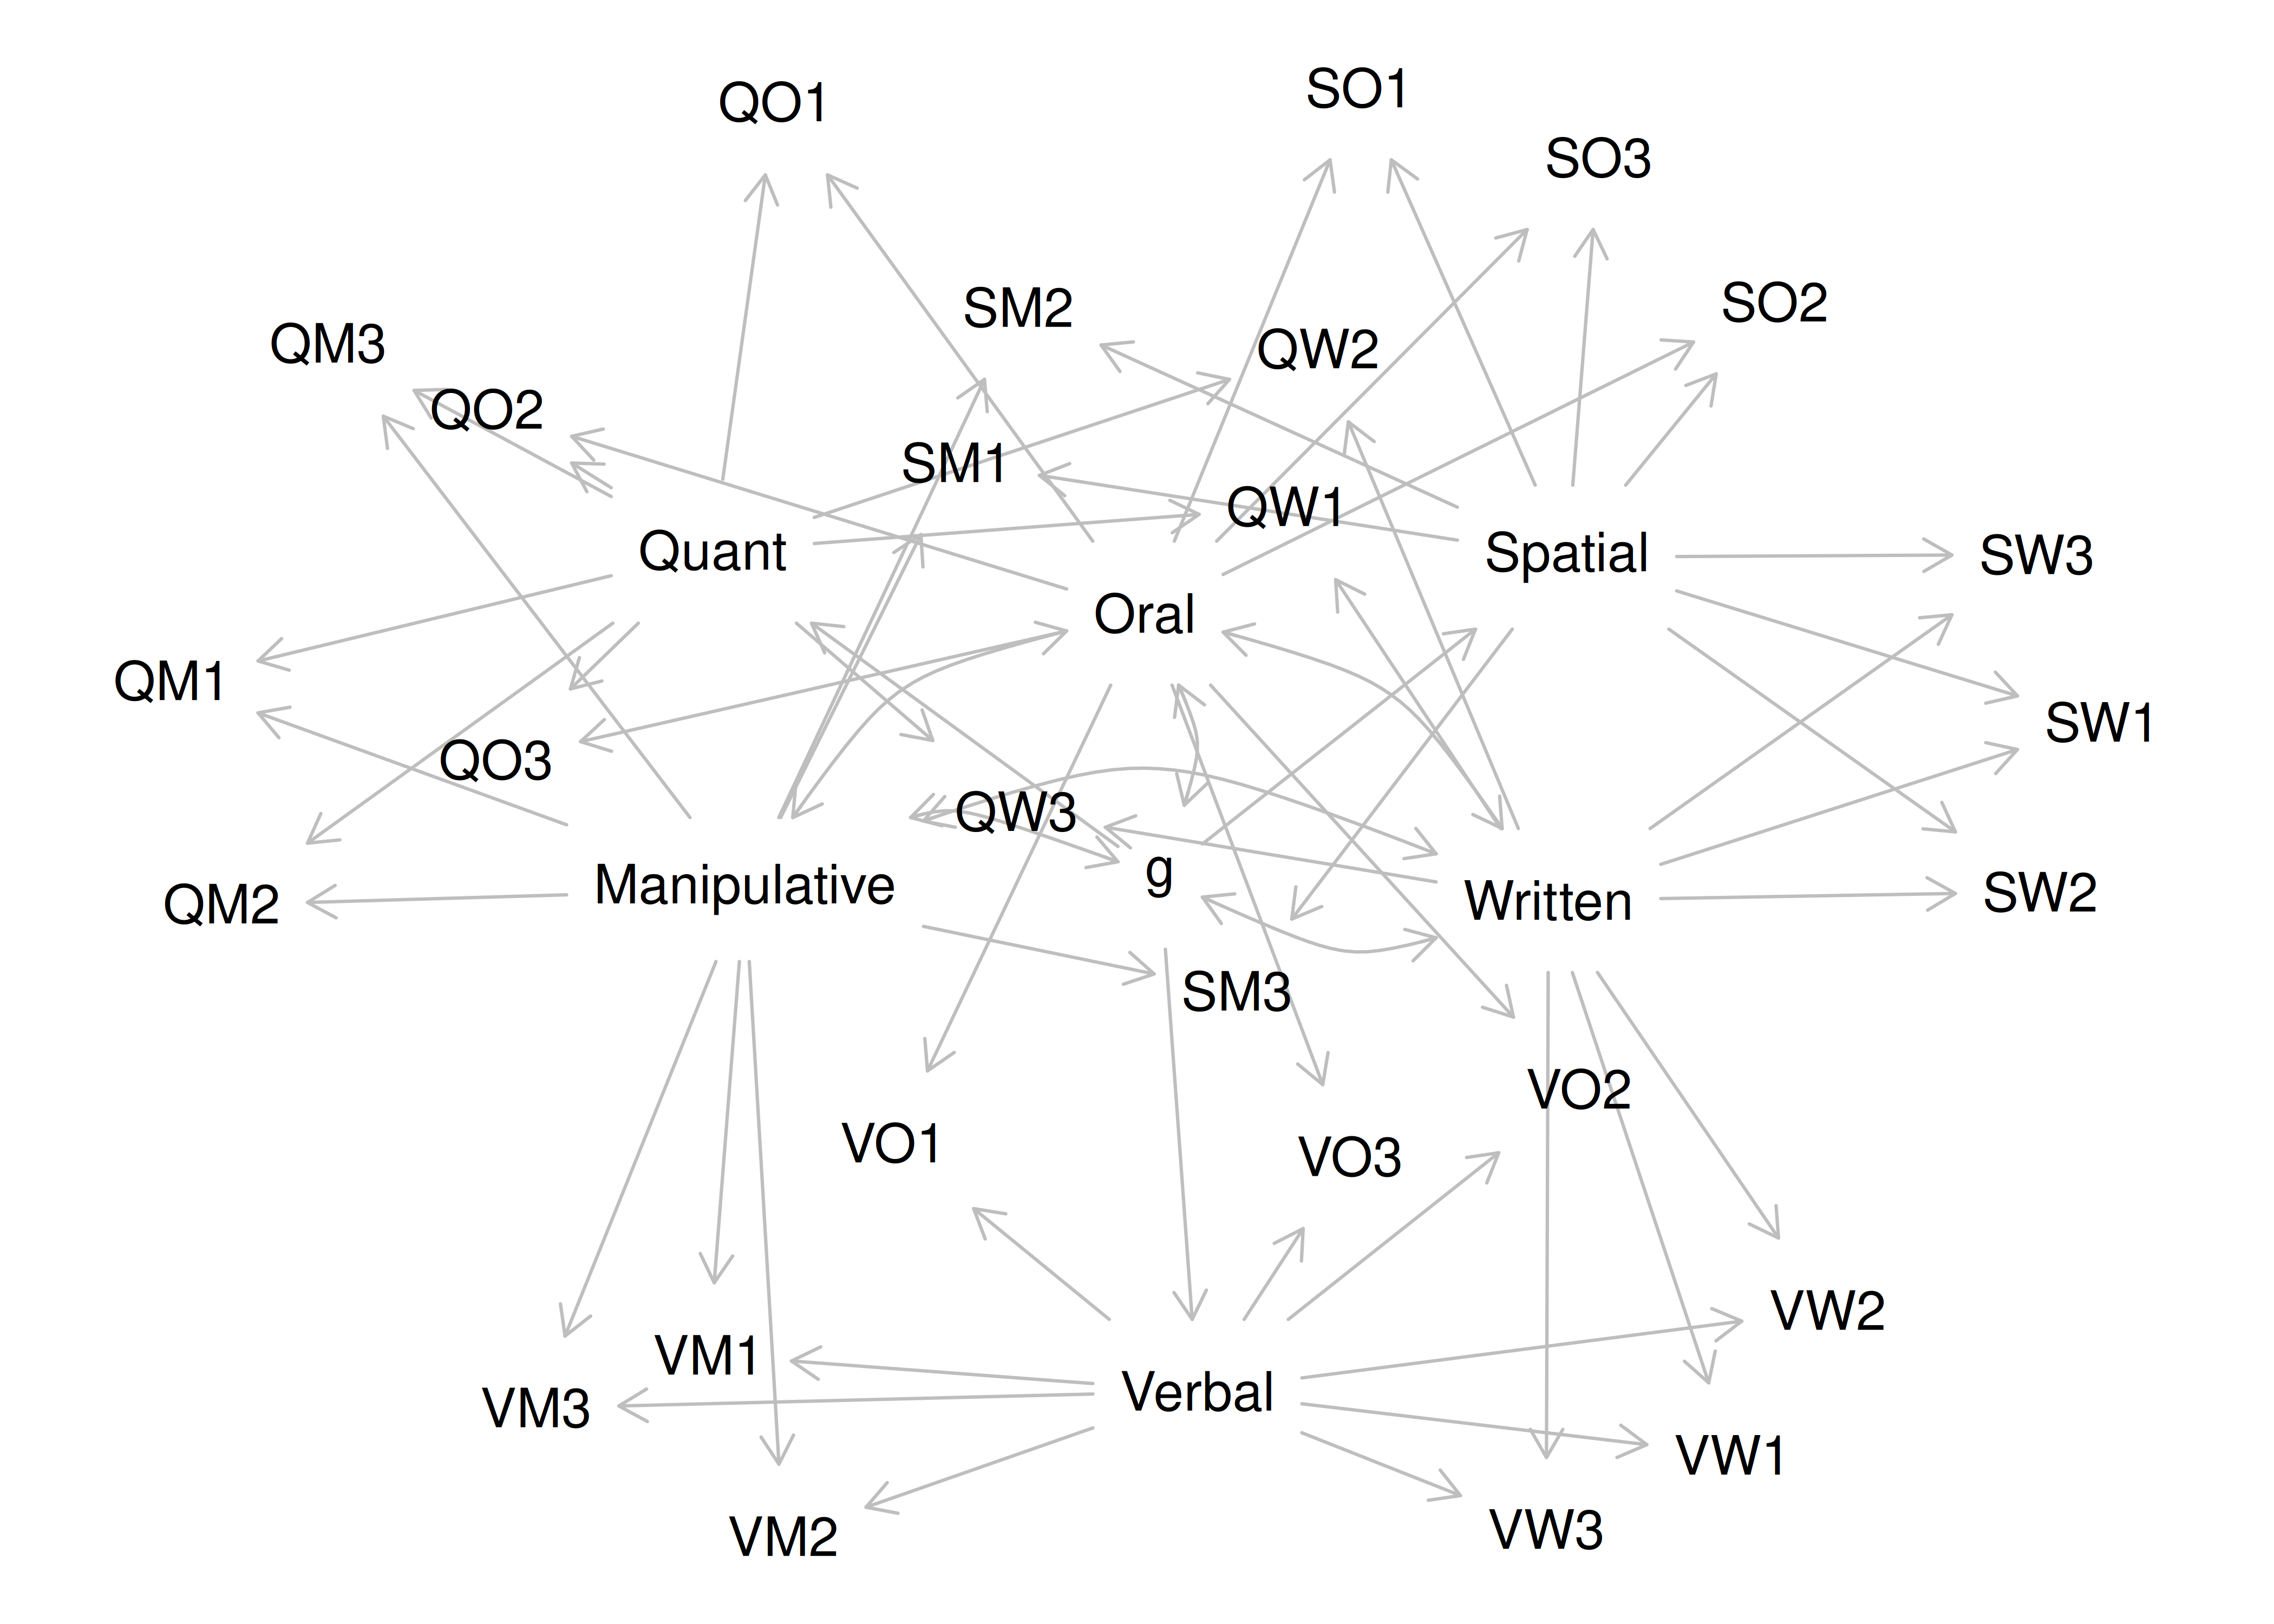 SO1
QO1
SO3
SO2
SM2
QM3
QW2
QO2
SM1
QW1
Quant
Spatial
SW3
Oral
QM1
SW1
QO3
QW3
g
Manipulative
SW2
Written
QM2
SM3
VO2
VO1
VO3
VW2
VM1
Verbal
VM3
VW1
VW3
VM2